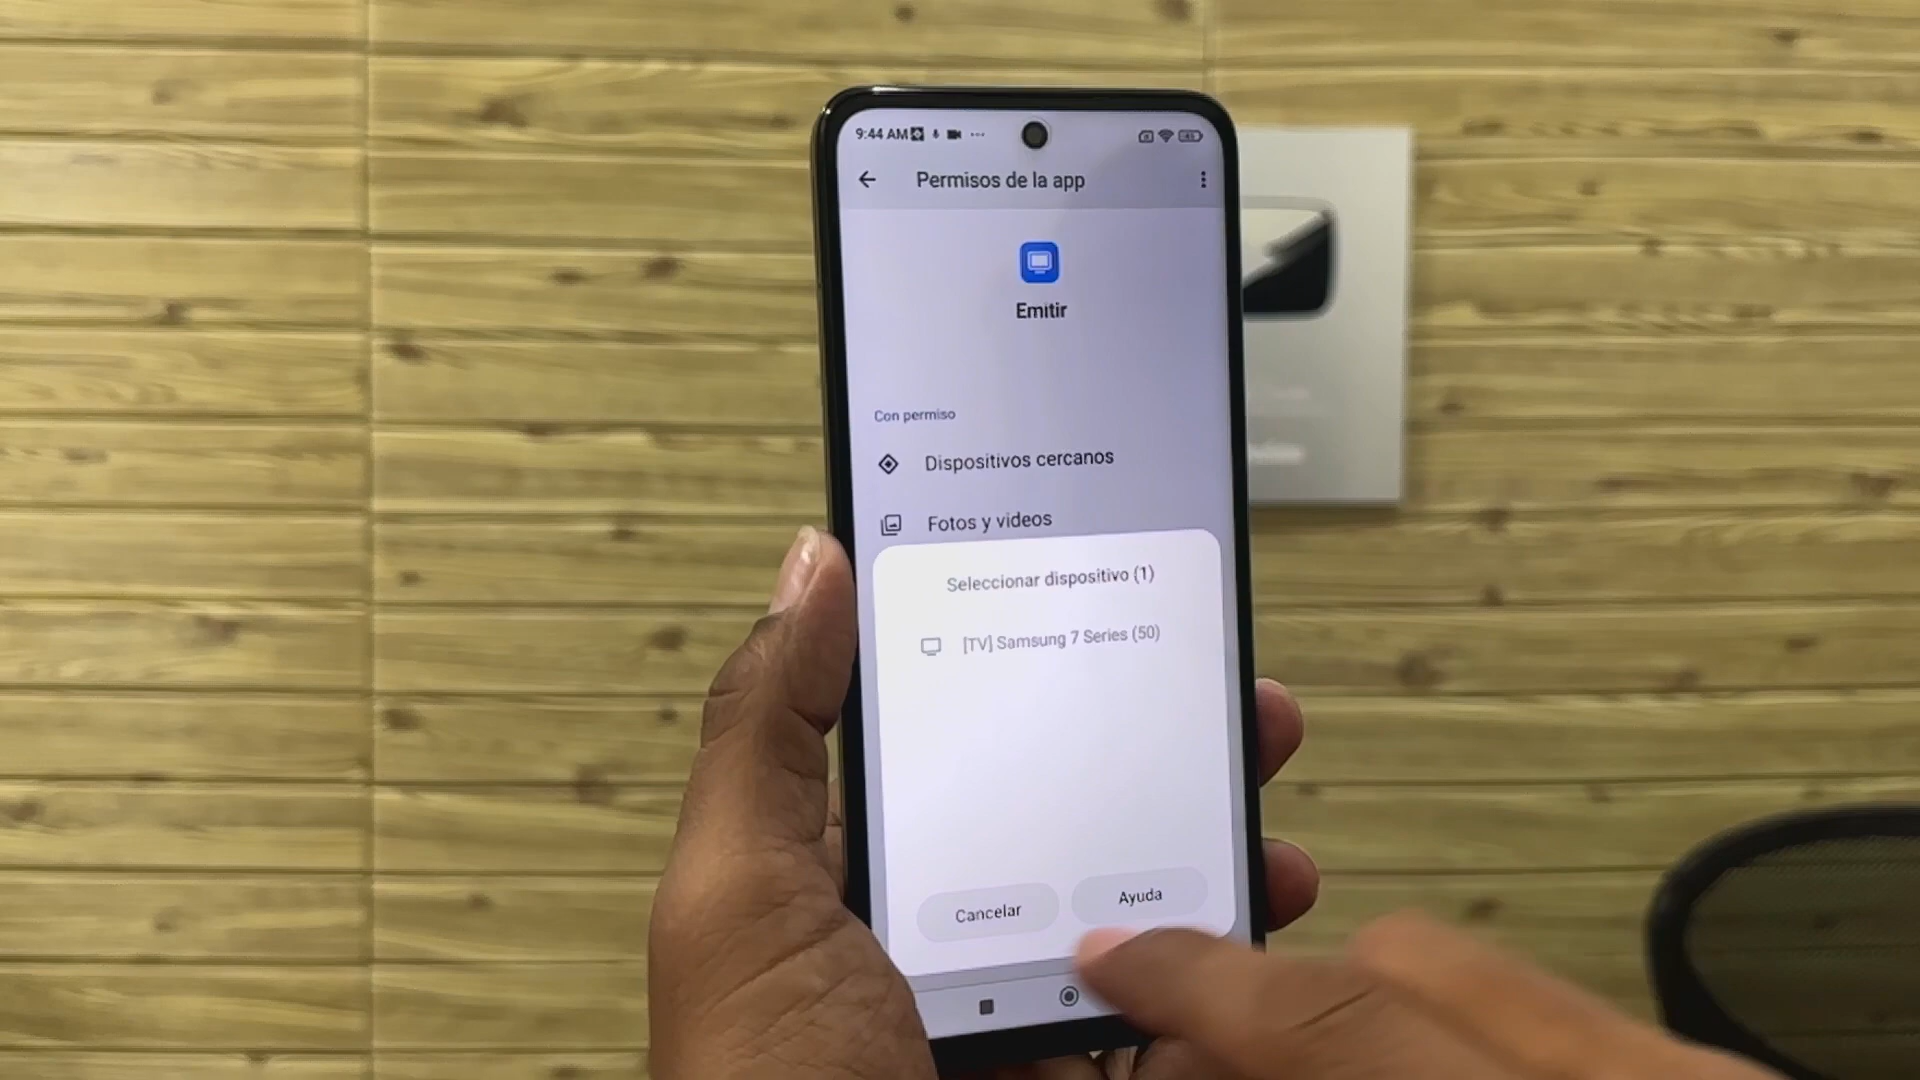 9:44 AM
Permisos de la app
Emitir
Con permiso
Dispositivos cercanos
Fotos y videos
Seleccionar dispositivo (1)
[TV] Samsung 7 Series (50)
Cancelar
Ayuda